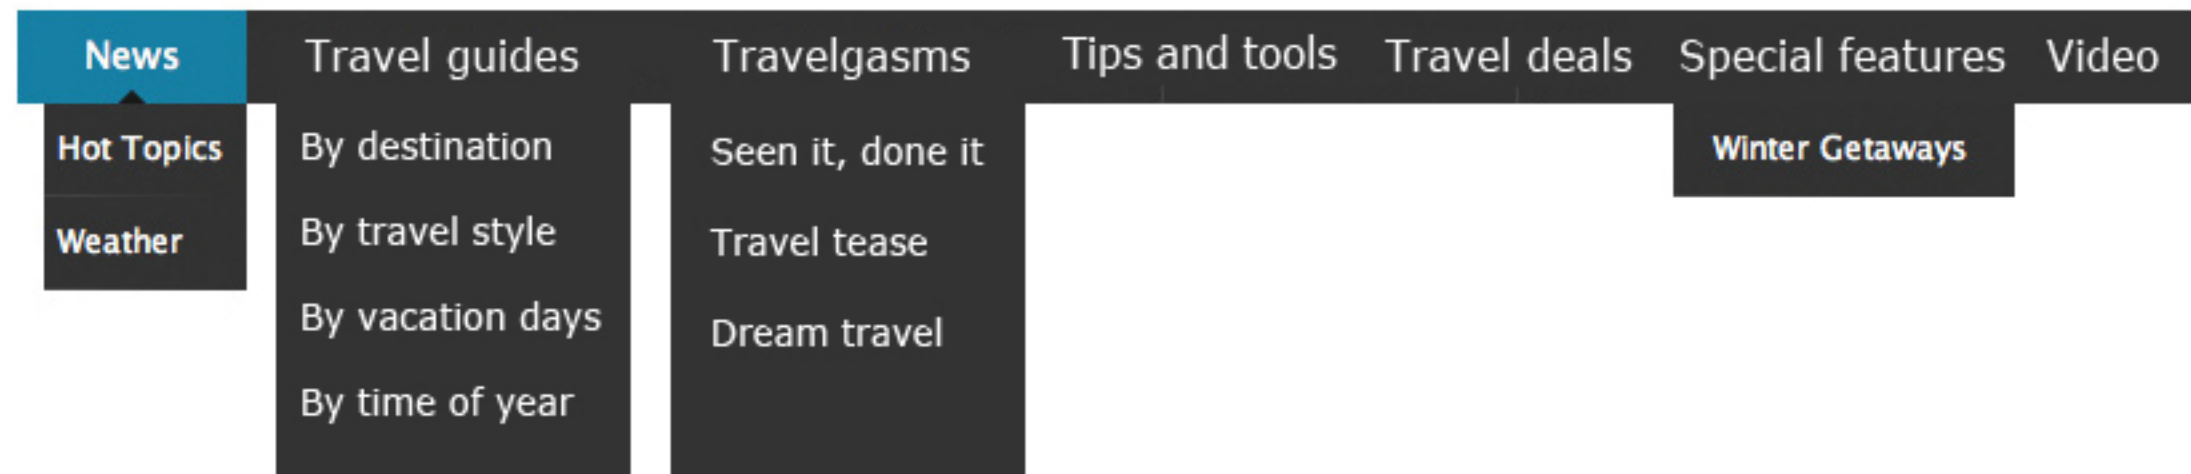 News Travel guides Travelgasms Tips and tools Travel deals Special features Video
Hot Topics
Weather
By destination
By travel style
By vacation days
By time of year
Seen it, done it
Travel tease
Dream travel
Winter Getaways